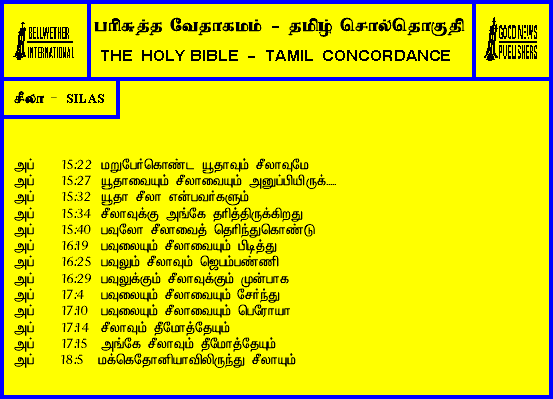 BELLWETHER
INTERNATIONAL
பரிசுத்த வேதாகமம் - தமிழ் சொல்தொகுதி
THE HOLY BIBLE - TAMIL CONCORDANCE
GOOD NEWS
PUBLISHERS
சீலா - SILAS
அப் 15:22 மறுபேர்கொண்ட யூதாவும் சீலாவுமே
அப் 15:27 யூதாவையும் சீலாவையும் அனுப்பியிருக்.....
அப் 15:32 யூதா சீலா என்பவர்களும்
அப் 15:34 சீலாவுக்கு அங்கே தரித்திருக்கிறது
அப் 15:40 பவுலோ சீலாவைத் தெரிந்துகொண்டு
அப் 16:19 பவுலையும் சீலாவையும் பிடித்து
அப் 16:25 பவுலும் சீலாவும் ஜெபம்பண்ணி
அப் 16:29 பவுலுக்கும் சீலாவுக்கும் முன்பாக
அப் 17:4 பவுலையும் சீலாவையும் சேர்ந்து
அப் 17:10 பவுலையும் சீலாவையும் பெரோயா
அப் 17:14 சீலாவும் தீமோத்தேயும்
அப் 17:15 அங்கே சீலாவும் தீமோத்தேயும்
அப் 18:5 மக்கெதோனியாவிலிருந்து சீலாயும்